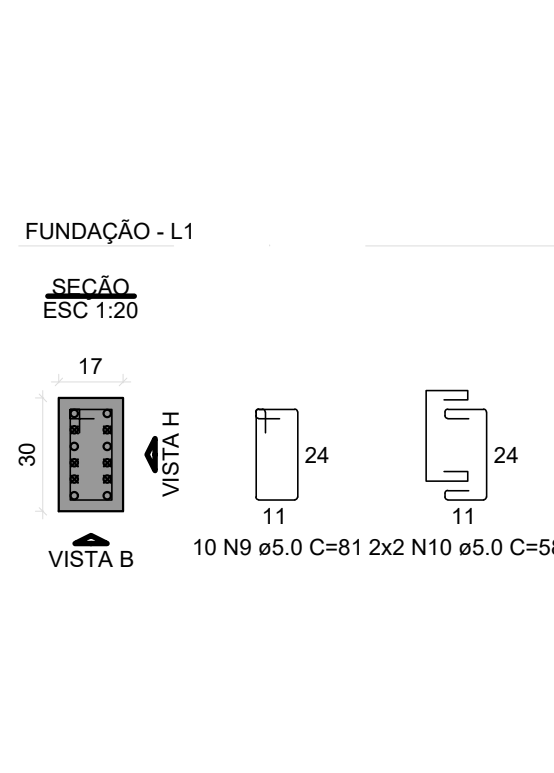 FUNDAÇÃO - L1
SEÇÃO
ESC 1:20
17
30
VISTA H
VISTA B
24
11
10 N9 ø5.0 C=81
24
11
2x2 N10 ø5.0 C=58